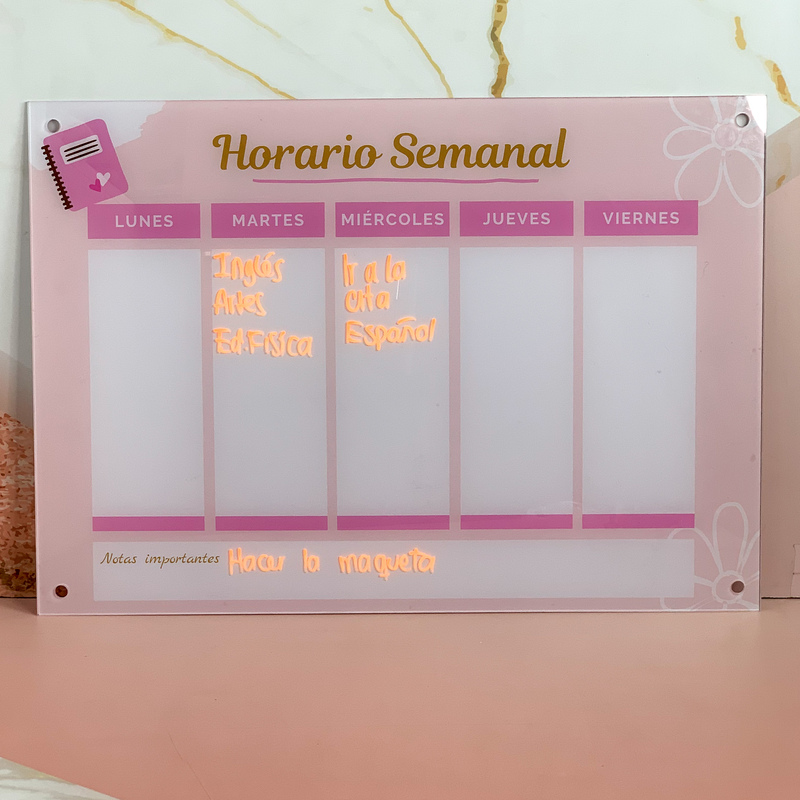 Horario Semanal
LUNES
MARTES
MIÉRCOLES
JUEVES
VIERNES
Inglés
Artes
Ed.Física
Ir a la
cita
Español
Notas importantes Hacer la maqueta